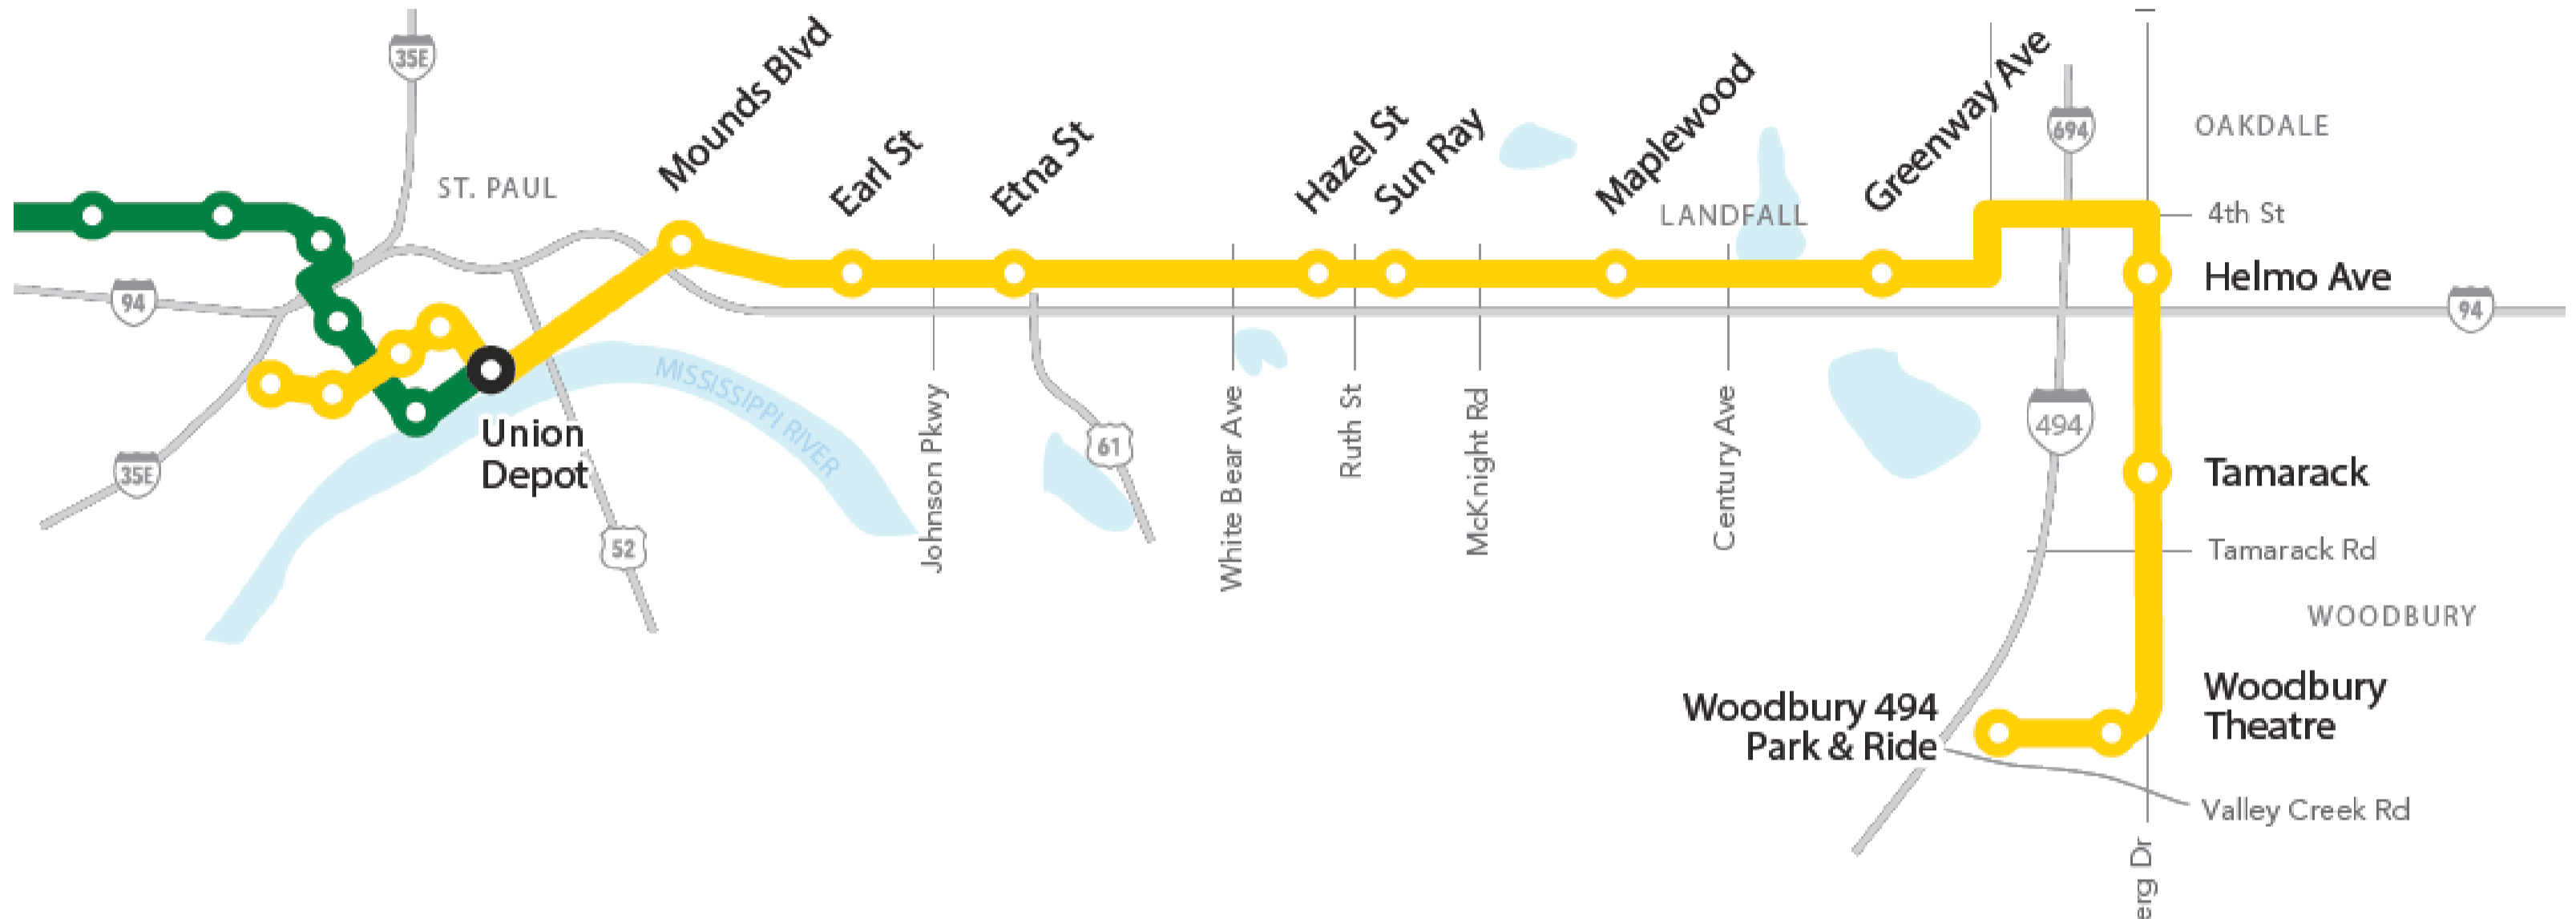 35E
Mounds Blvd
Earl St
Etna St
Hazel St
Sun Ray
Maplewood
Greenway Ave
694
OAKDALE
ST. PAUL
LANDFALL
4th St
Helmo Ave
94
94
MISSISSIPPI RIVER
Union
Depot
35E
52
61
494
Johnson Pkwy
White Bear Ave
Ruth St
McKnight Rd
Century Ave
Tamarack
Tamarack Rd
WOODBURY
Woodbury 494
Park & Ride
Woodbury
Theatre
Valley Creek Rd
erg Dr